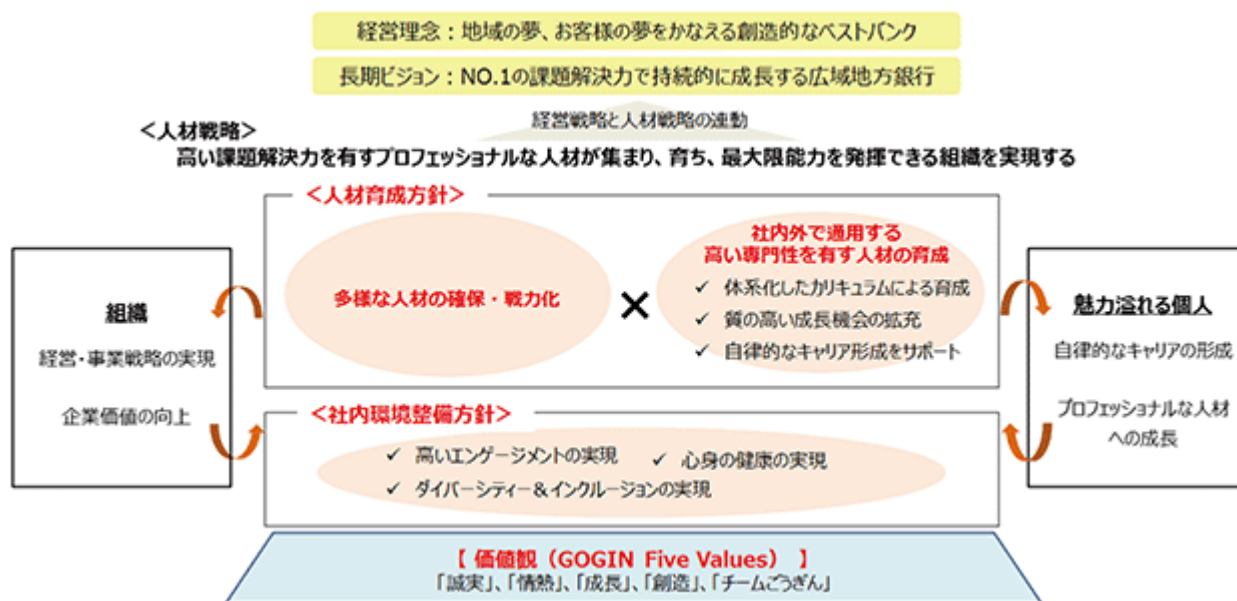 経営理念：地域の夢、お客様の夢をかなえる創造的なベストバンク
長期ビジョン：NO.1の課題解決力で持続的に成長する広域地方銀行
経営戦略と人材戦略の連動
＜人材戦略＞
高い課題解決力を有すプロフェッショナルな人材が集まり、育ち、最大限能力を発揮できる組織を実現する
＜人材育成方針＞
多様な人材の確保・戦力化
×
社内外で通用する
高い専門性を有す人材の育成
✓ 体系化したカリキュラムによる育成
✓ 質の高い成長機会の拡充
✓ 自律的なキャリア形成をサポート
組織
経営・事業戦略の実現
企業価値の向上
魅力溢れる個人
自律的なキャリアの形成
プロフェッショナルな人材
への成長
＜社内環境整備方針＞
✓ 高いエンゲージメントの実現
✓ 心身の健康の実現
✓ ダイバーシティー＆インクルージョンの実現
【 価値観（GOGIN Five Values） 】
「誠実」、「情熱」、「成長」、「創造」、「チームごうぎん」